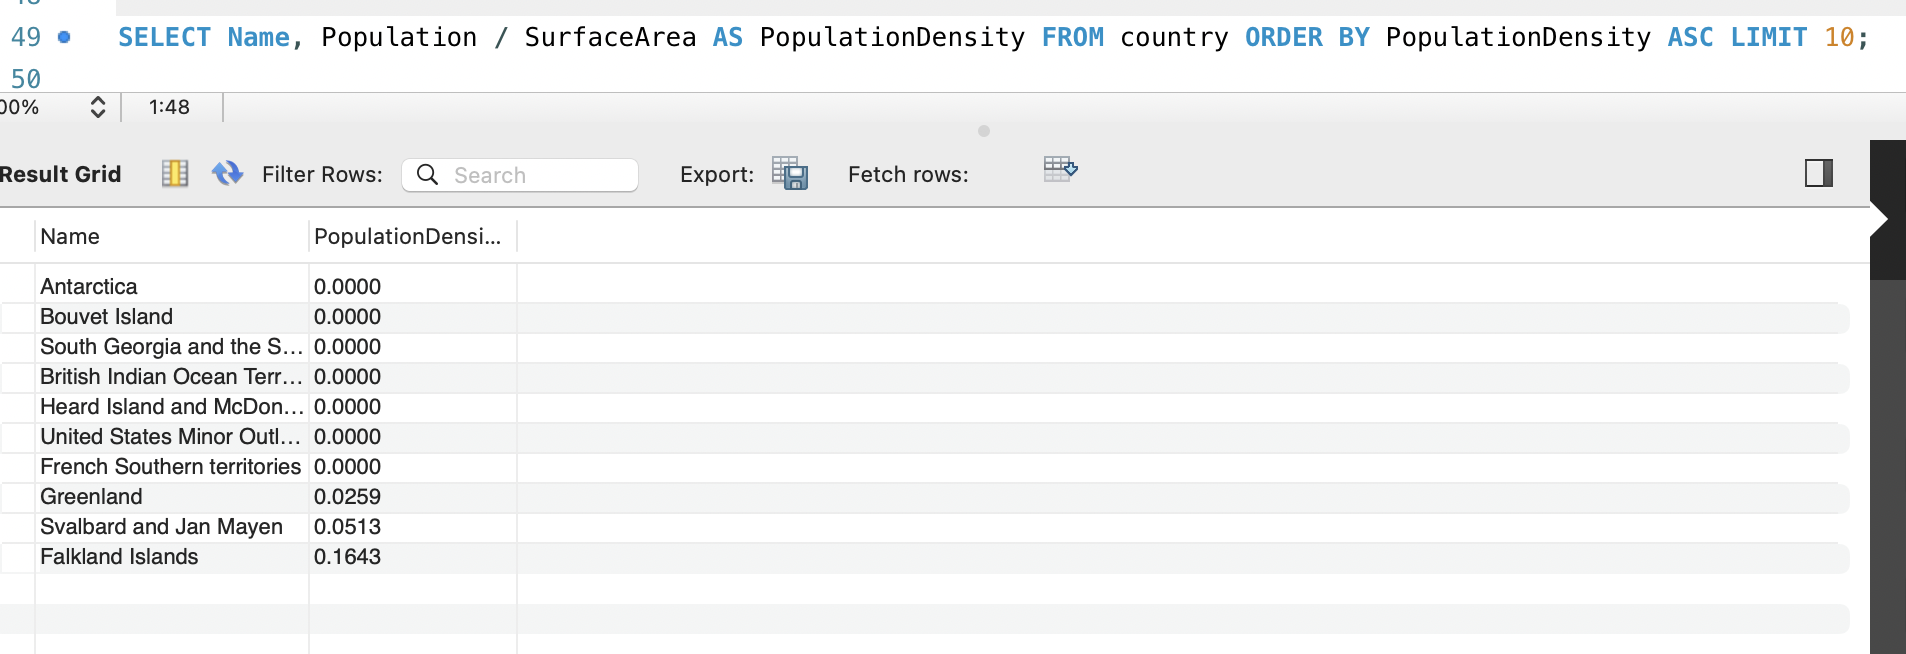 49 SELECT Name, Population / SurfaceArea AS PopulationDensity FROM country ORDER BY PopulationDensity ASC LIMIT 10;
50
00% 1:48
Result Grid Filter Rows: Search Export: Fetch rows:
Name PopulationDensi...
Antarctica 0.0000
Bouvet Island 0.0000
South Georgia and the S... 0.0000
British Indian Ocean Terr... 0.0000
Heard Island and McDon... 0.0000
United States Minor Outl... 0.0000
French Southern territories 0.0000
Greenland 0.0259
Svalbard and Jan Mayen 0.0513
Falkland Islands 0.1643